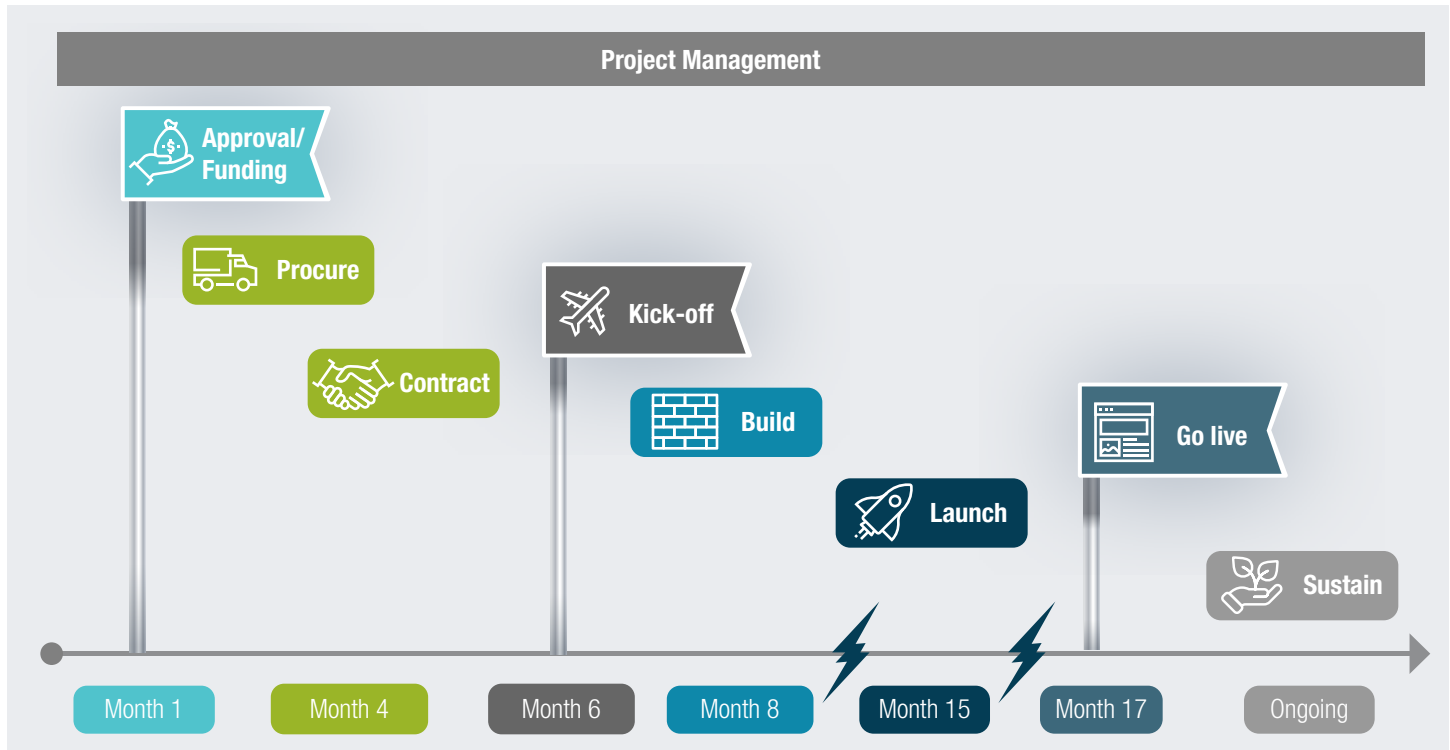 Project Management
Approval/
Funding
$
Procure
Kick-off
Contract
Build
Go live
Launch
Sustain
Month 1
Month 4
Month 6
Month 8
Month 15
Month 17
Ongoing